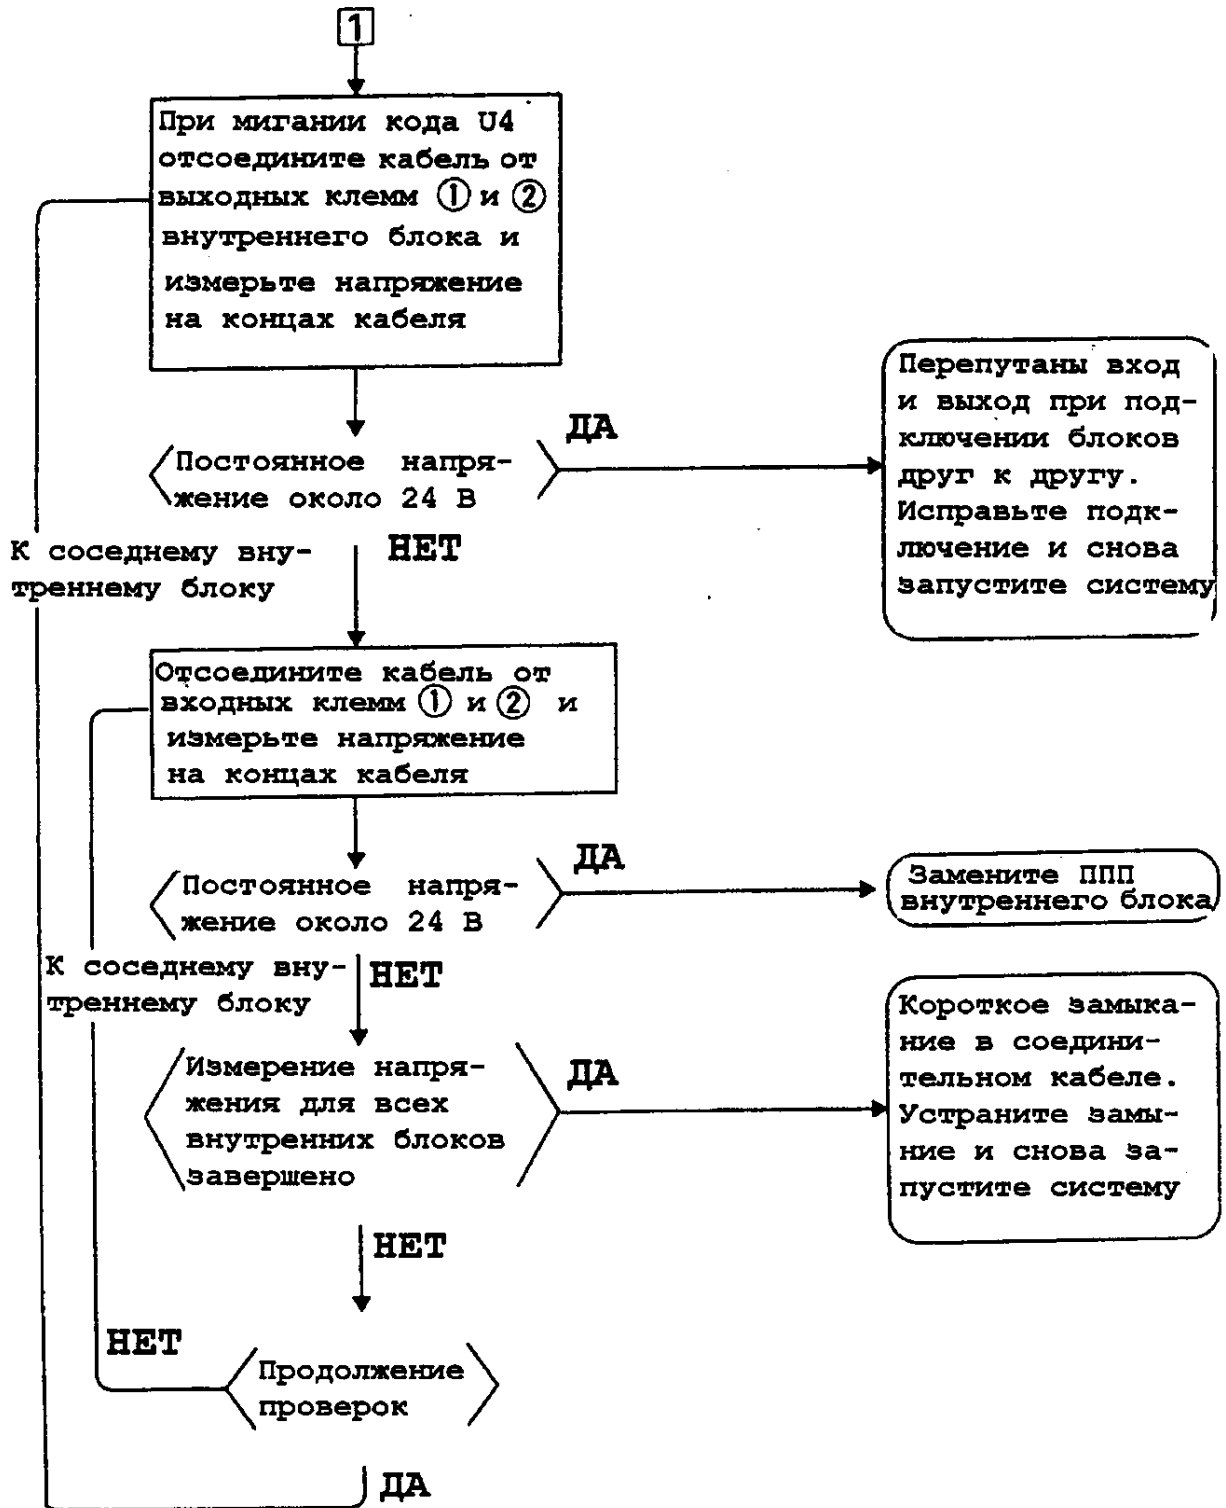 1
При мигании кода U4
отсоедините кабель от
выходных клемм ① и ②
внутреннего блока и
измерьте напряжение
на концах кабеля
ДА
Постоянное напря-
жение около 24 В
Перепутаны вход
и выход при под-
ключении блоков
друг к другу.
Исправьте подк-
лючение и снова
запустите систему
К соседнему вну-
треннему блоку
НЕТ
Отсоедините кабель от
входных клемм ① и ② и
измерьте напряжение
на концах кабеля
ДА
Постоянное напря-
жение около 24 В
Замените ППП
внутреннего блока
К соседнему вну-
треннему блоку
НЕТ
Измерение напря-
жения для всех
внутренних блоков
завершено
ДА
Короткое замыка-
ние в соедини-
тельном кабеле.
Устраните замы-
ние и снова за-
пустите систему
НЕТ
НЕТ
Продолжение
проверок
ДА